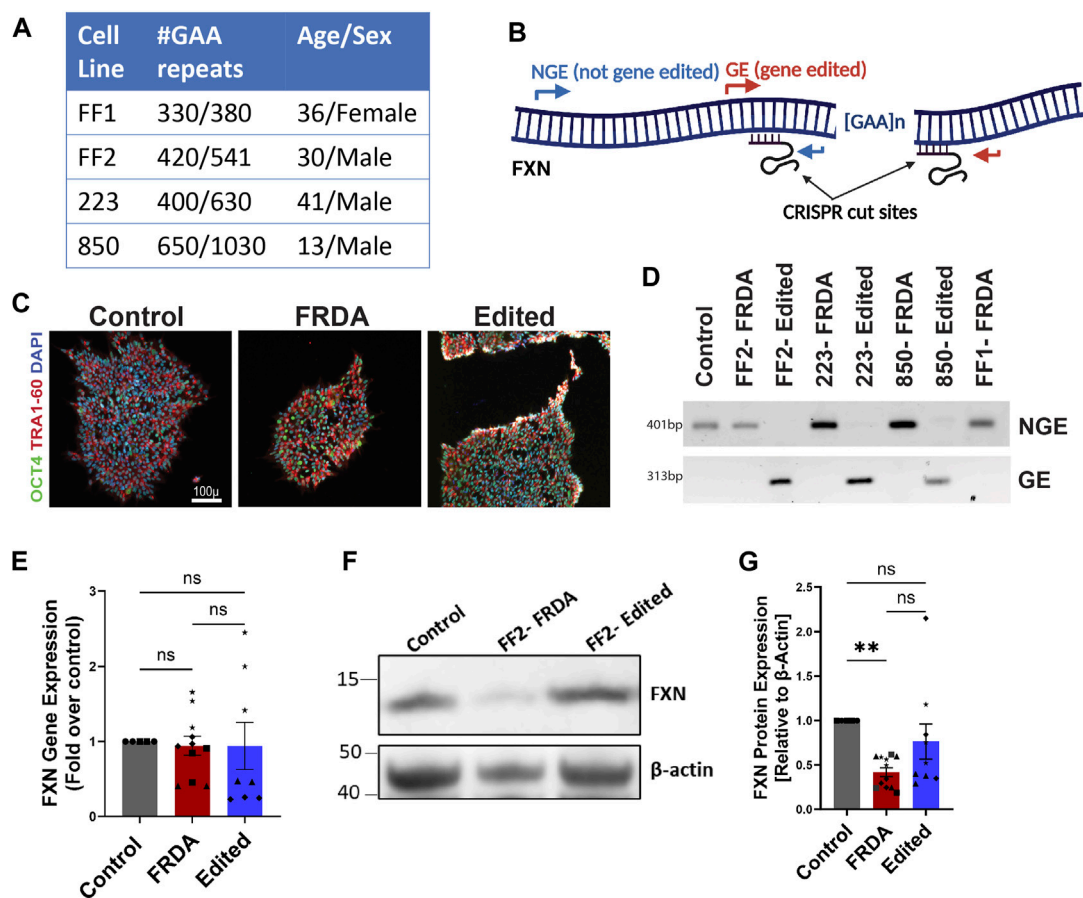 A
Cell Line #GAA repeats Age/Sex
FF1 330/380 36/Female
FF2 420/541 30/Male
223 400/630 41/Male
850 650/1030 13/Male
B
NGE (not gene edited)
GE (gene edited)
[GAA]n
FXN
CRISPR cut sites
C
Control FRDA Edited
OCT4 TRA1-60 DAPI
100µ
D
Control
FF2- FRDA
FF2- Edited
223- FRDA
223- Edited
850- FRDA
850- Edited
FF1- FRDA
401bp NGE
313bp GE
E
FXN Gene Expression
(Fold over control)
3
2
1
0
ns
ns
ns
Control
FRDA
Edited
F
Control
FF2- FRDA
FF2- Edited
15 FXN
50
β-actin
40
G
FXN Protein Expression
[Relative to β-Actin]
2.5
2.0
1.5
1.0
0.5
0.0
ns
ns
**
Control
FRDA
Edited